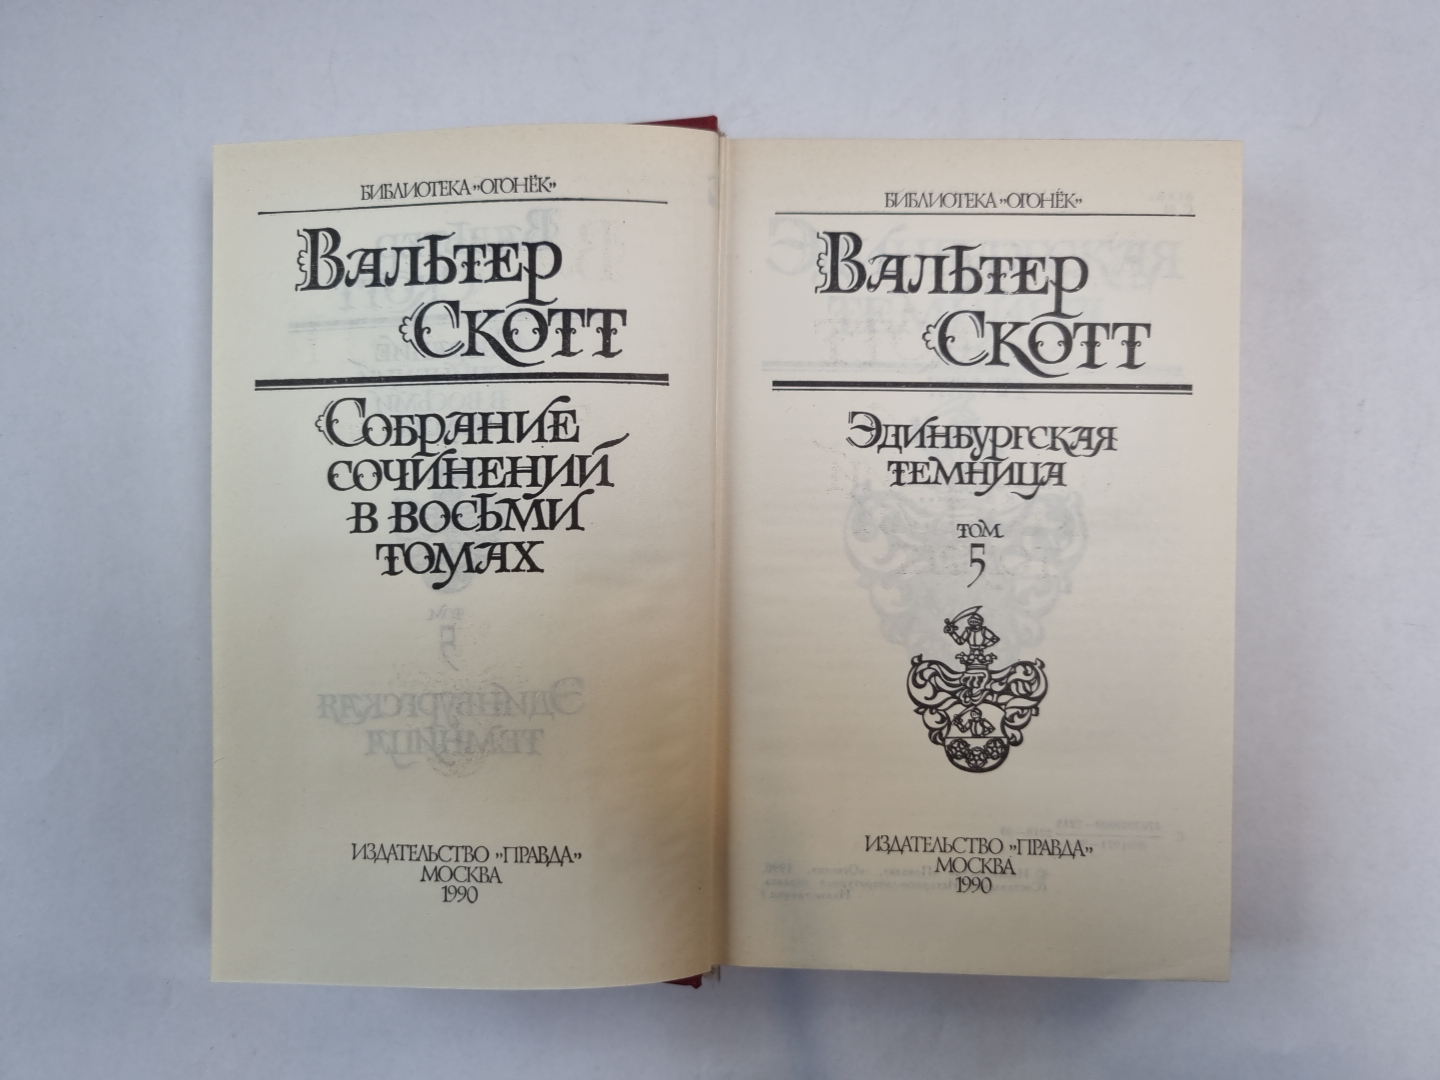 БИБЛИОТЕКА „ОГОНЁК”
ВАЛЬТЕР
СКОТТ
СОБРАНИЕ
СОЧИНЕНИЙ
В ВОСЬМИ
ТОМАХ
ИЗДАТЕЛЬСТВО „ПРАВДА”
МОСКВА
1990
БИБЛИОТЕКА „ОГОНЁК”
ВАЛЬТЕР
СКОТТ
ЭДИНБУРГСКАЯ
ТЕМНИЦА
ТОМ
5
ИЗДАТЕЛЬСТВО „ПРАВДА”
МОСКВА
1990